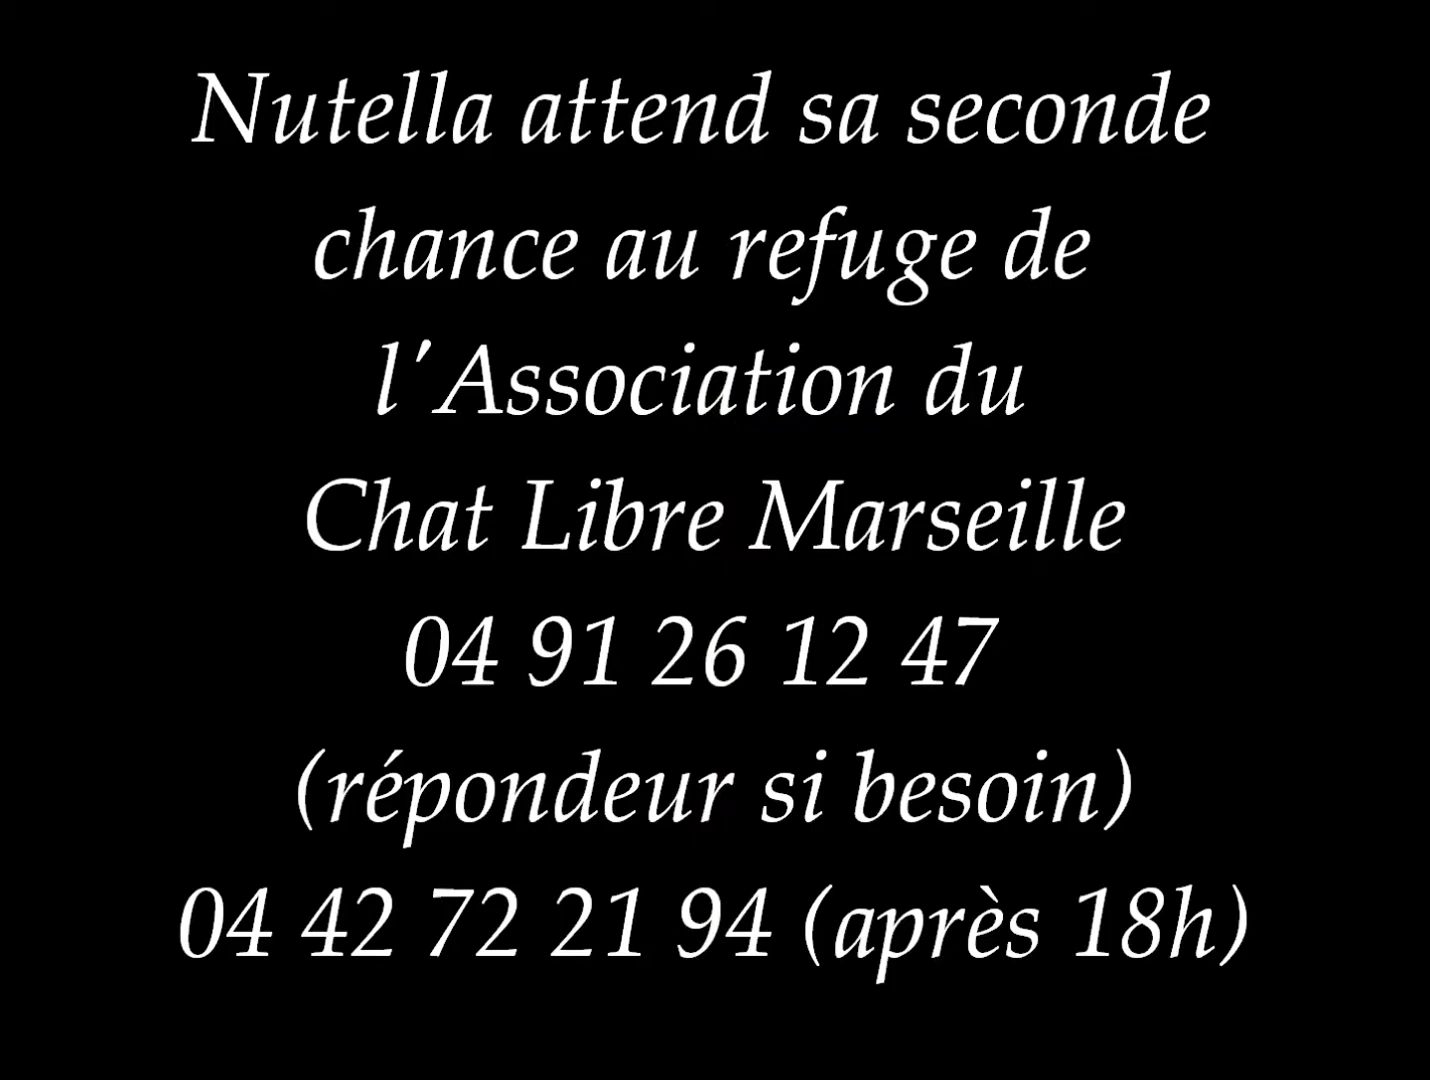 Nutella attend sa seconde
chance au refuge de
l'Association du
Chat Libre Marseille
04 91 26 12 47
(répondeur si besoin)
04 42 72 21 94 (après 18h)